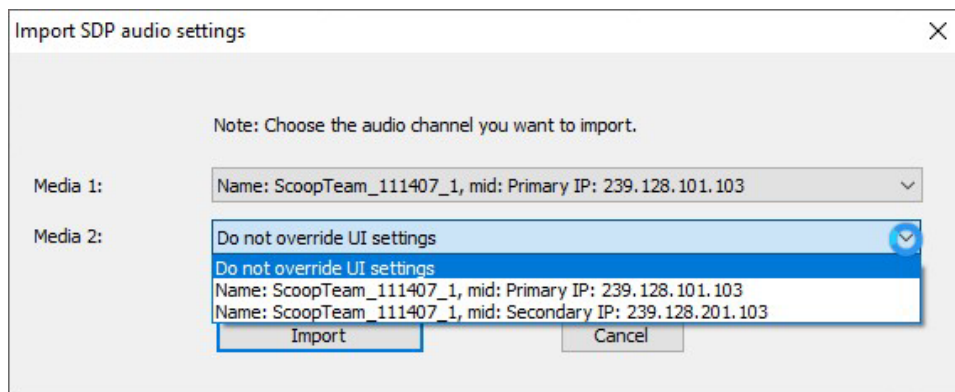 Import SDP audio settings
Note: Choose the audio channel you want to import.
Media 1:
Name: ScoopTeam_111407_1, mid: Primary IP: 239.128.101.103
Media 2:
Do not override UI settings
Do not override UI settings
Name: ScoopTeam_111407_1, mid: Primary IP: 239.128.101.103
Name: ScoopTeam_111407_1, mid: Secondary IP: 239.128.201.103
Import
Cancel